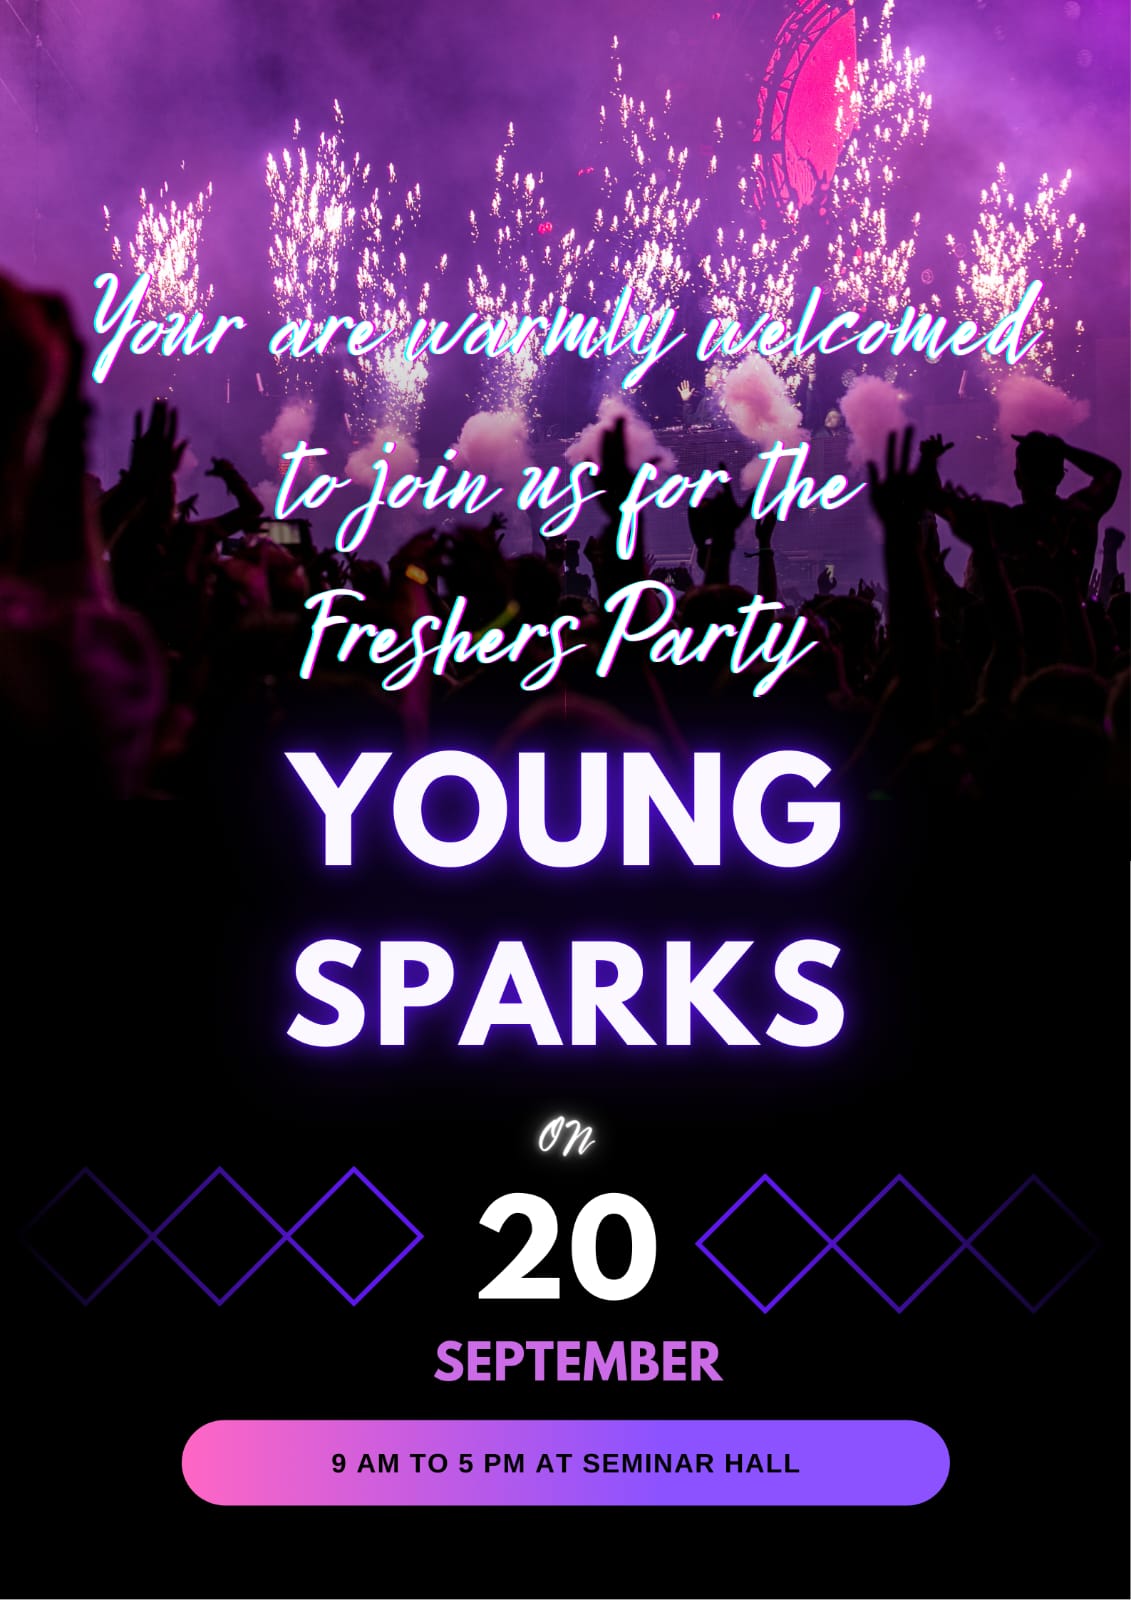 Your are warmly welcomed
to join us for the
Freshers Party
YOUNG
SPARKS
on
20
SEPTEMBER
9 AM TO 5 PM AT SEMINAR HALL